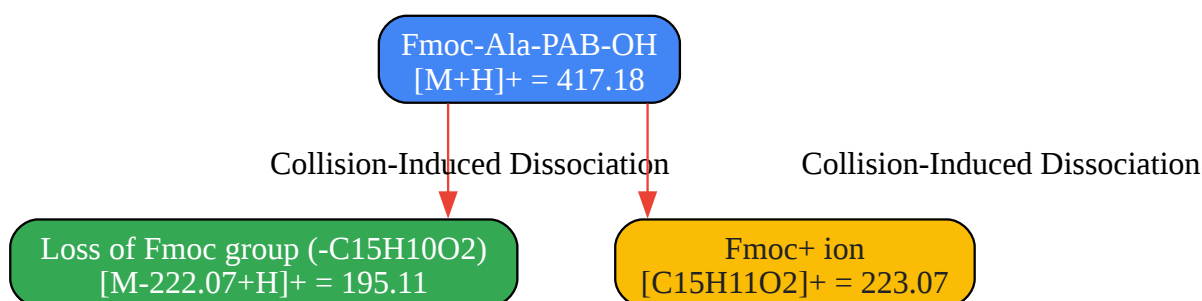 Fmoc-Ala-PAB-OH
[M+H]+ = 417.18
Collision-Induced Dissociation
Collision-Induced Dissociation
Loss of Fmoc group (-C15H10O2)
[M-222.07+H]+ = 195.11
Fmoc+ ion
[C15H11O2]+ = 223.07